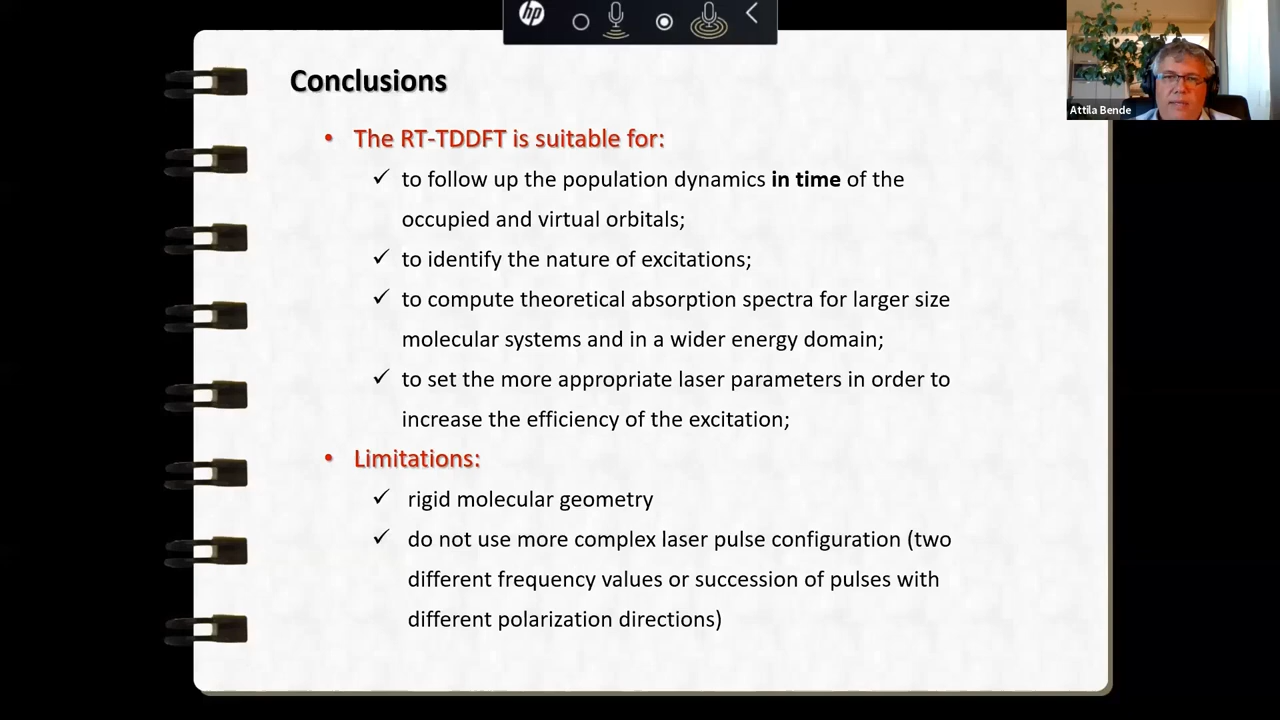 hp
Attila Bende
Conclusions
• The RT-TDDFT is suitable for:
✓ to follow up the population dynamics in time of the
occupied and virtual orbitals;
✓ to identify the nature of excitations;
✓ to compute theoretical absorption spectra for larger size
molecular systems and in a wider energy domain;
✓ to set the more appropriate laser parameters in order to
increase the efficiency of the excitation;
• Limitations:
✓ rigid molecular geometry
✓ do not use more complex laser pulse configuration (two
different frequency values or succession of pulses with
different polarization directions)